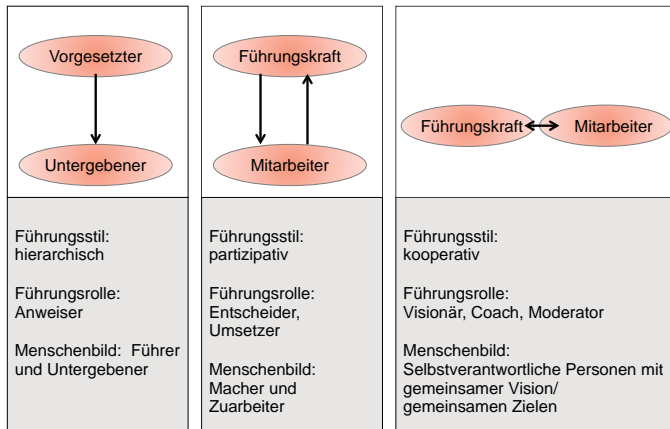 Vorgesetzter
Untergebener
Führungsstil:
hierarchisch
Führungsrolle:
Anweiser
Menschenbild: Führer
und Untergebener
Führungskraft
Mitarbeiter
Führungsstil:
partizipativ
Führungsrolle:
Entscheider,
Umsetzer
Menschenbild:
Macher und
Zuarbeiter
Führungskraft
Mitarbeiter
Führungsstil:
kooperativ
Führungsrolle:
Visionär, Coach, Moderator
Menschenbild:
Selbstverantwortliche Personen mit
gemeinsamer Vision/
gemeinsamen Zielen